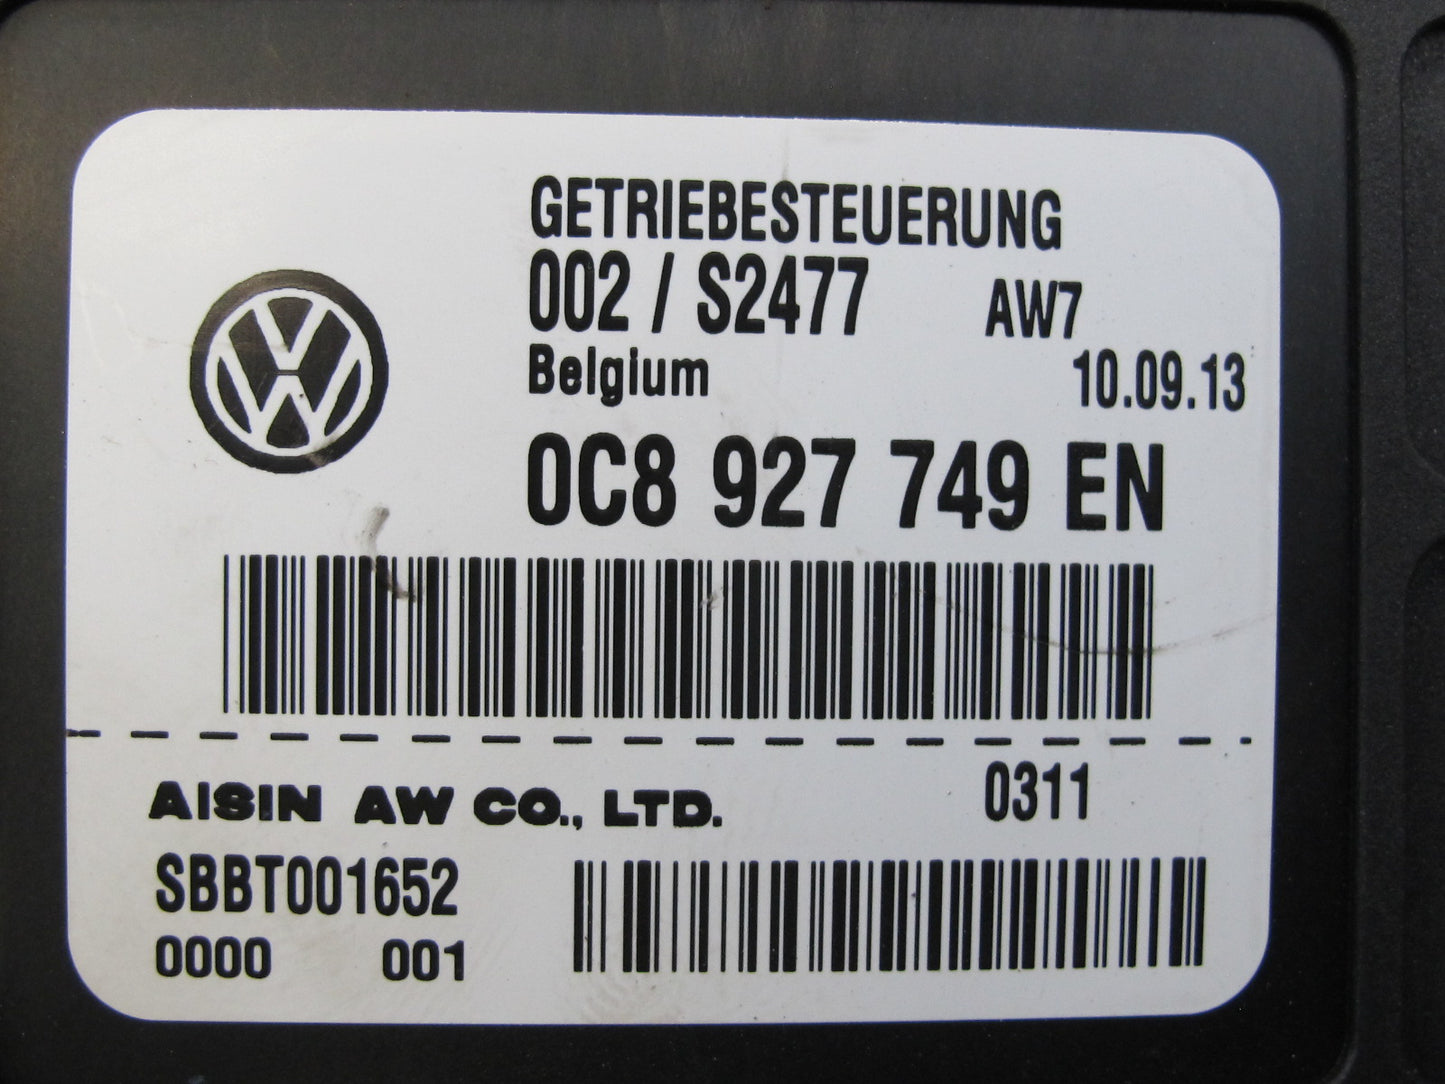 GETRIEBESTEUERUNG
002 / S2477 AW7
Belgium 10.09.13
0C8 927 749 EN
AISIN AW CO., LTD. 0311
SBBT001652
0000 001